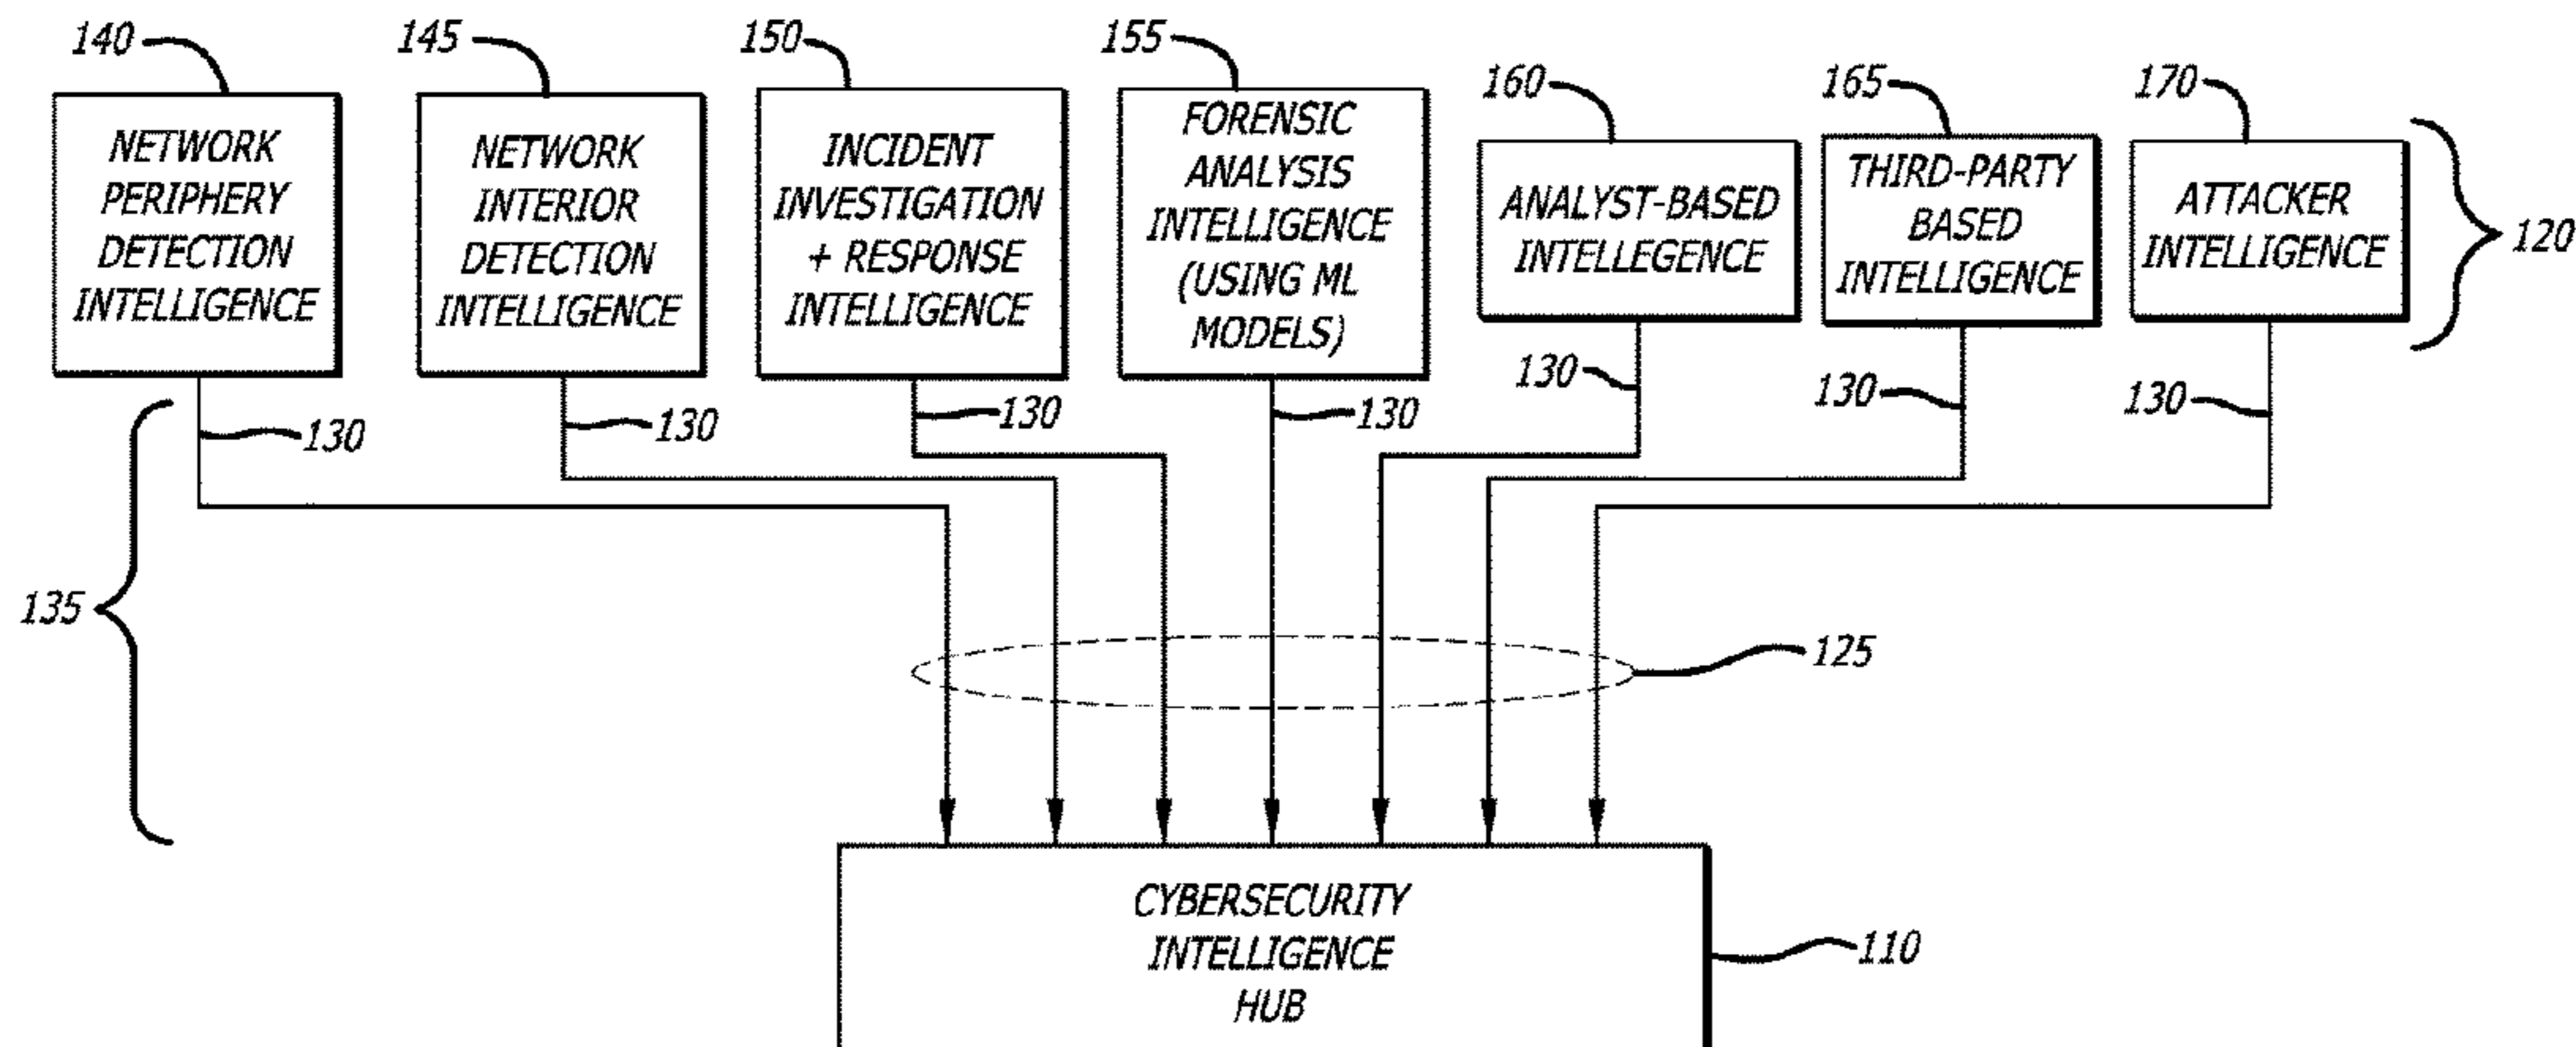 140
145
150
155
160
165
170
NETWORK
PERIPHERY
DETECTION
INTELLIGENCE
NETWORK
INTERIOR
DETECTION
INTELLIGENCE
INCIDENT
INVESTIGATION
+ RESPONSE
INTELLIGENCE
FORENSIC
ANALYSIS
INTELLIGENCE
(USING ML
MODELS)
ANALYST-BASED
INTELLEGENCE
THIRD-PARTY
BASED
INTELLIGENCE
ATTACKER
INTELLIGENCE
120
130
130
130
130
130
130
130
135
125
CYBERSECURITY
INTELLIGENCE
HUB
110